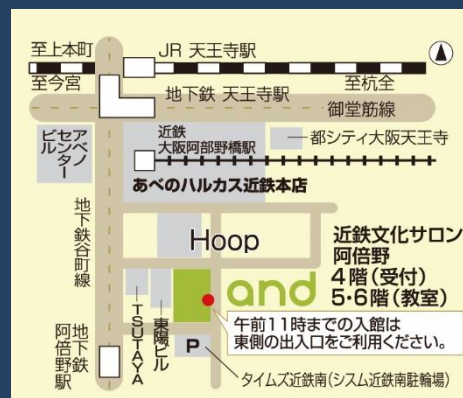 至上本町
JR 天王寺駅
至今宮
至杭全
地下鉄 天王寺駅
御堂筋線
アベノ
センター
ビル
近鉄
大阪阿部野橋駅
都シティ大阪天王寺
あべのハルカス近鉄本店
地下鉄谷町線
Hoop
近鉄文化サロン
阿倍野
4階(受付)
5・6階(教室)
and
TSUTAYA
東陽ビル
午前11時までの入館は
東側の出入口をご利用ください。
地下鉄
阿倍野駅
P
タイムズ近鉄南(シスム近鉄南駐輪場)